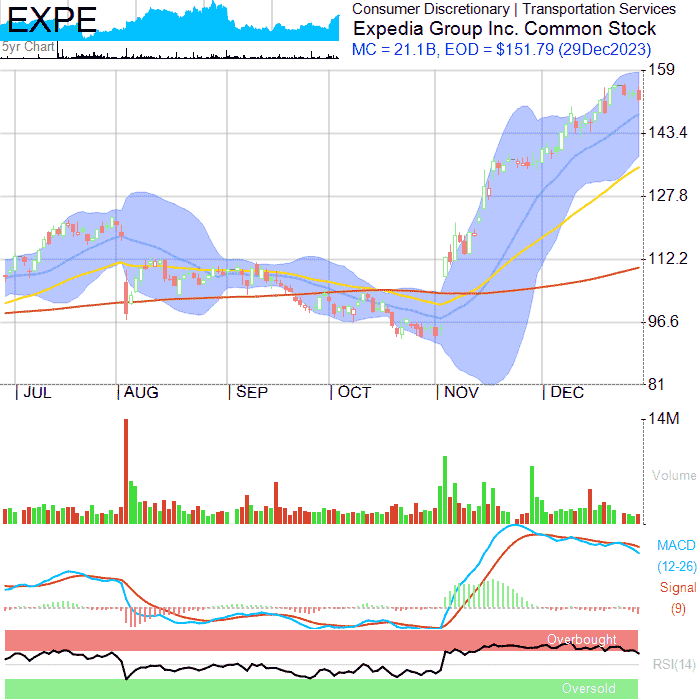 EXPE
5yr Chart
Consumer Discretionary | Transportation Services
Expedia Group Inc. Common Stock
MC = 21.1B, EOD = $151.79 (29Dec2023)
159
143.4
127.8
112.2
96.6
81
JUL AUG SEP OCT NOV DEC
14M
Volume
MACD
(12-26)
Signal
(9)
Overbought
RSI(14)
Oversold